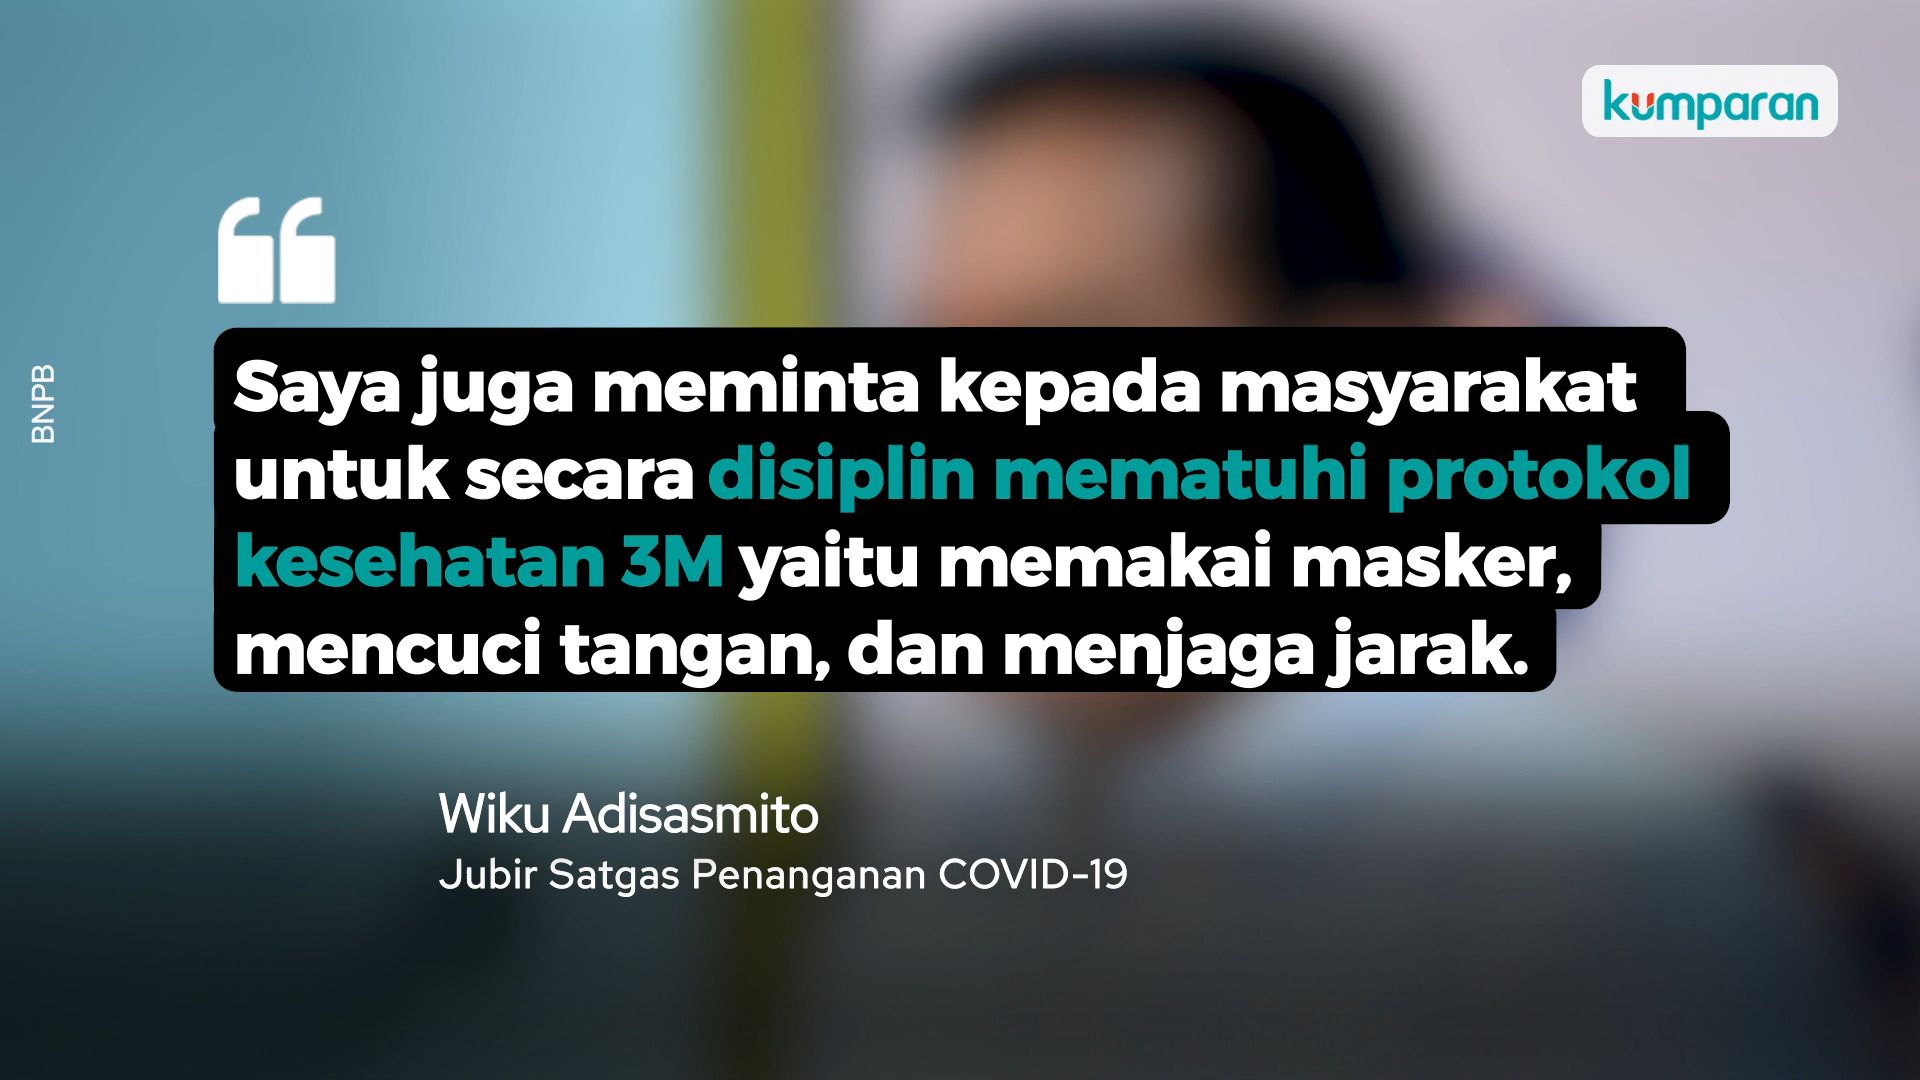 kumparan
BNPB
Saya juga meminta kepada masyarakat
untuk secara disiplin mematuhi protokol
kesehatan 3M yaitu memakai masker,
mencuci tangan, dan menjaga jarak.
Wiku Adisasmito
Jubir Satgas Penanganan COVID-19